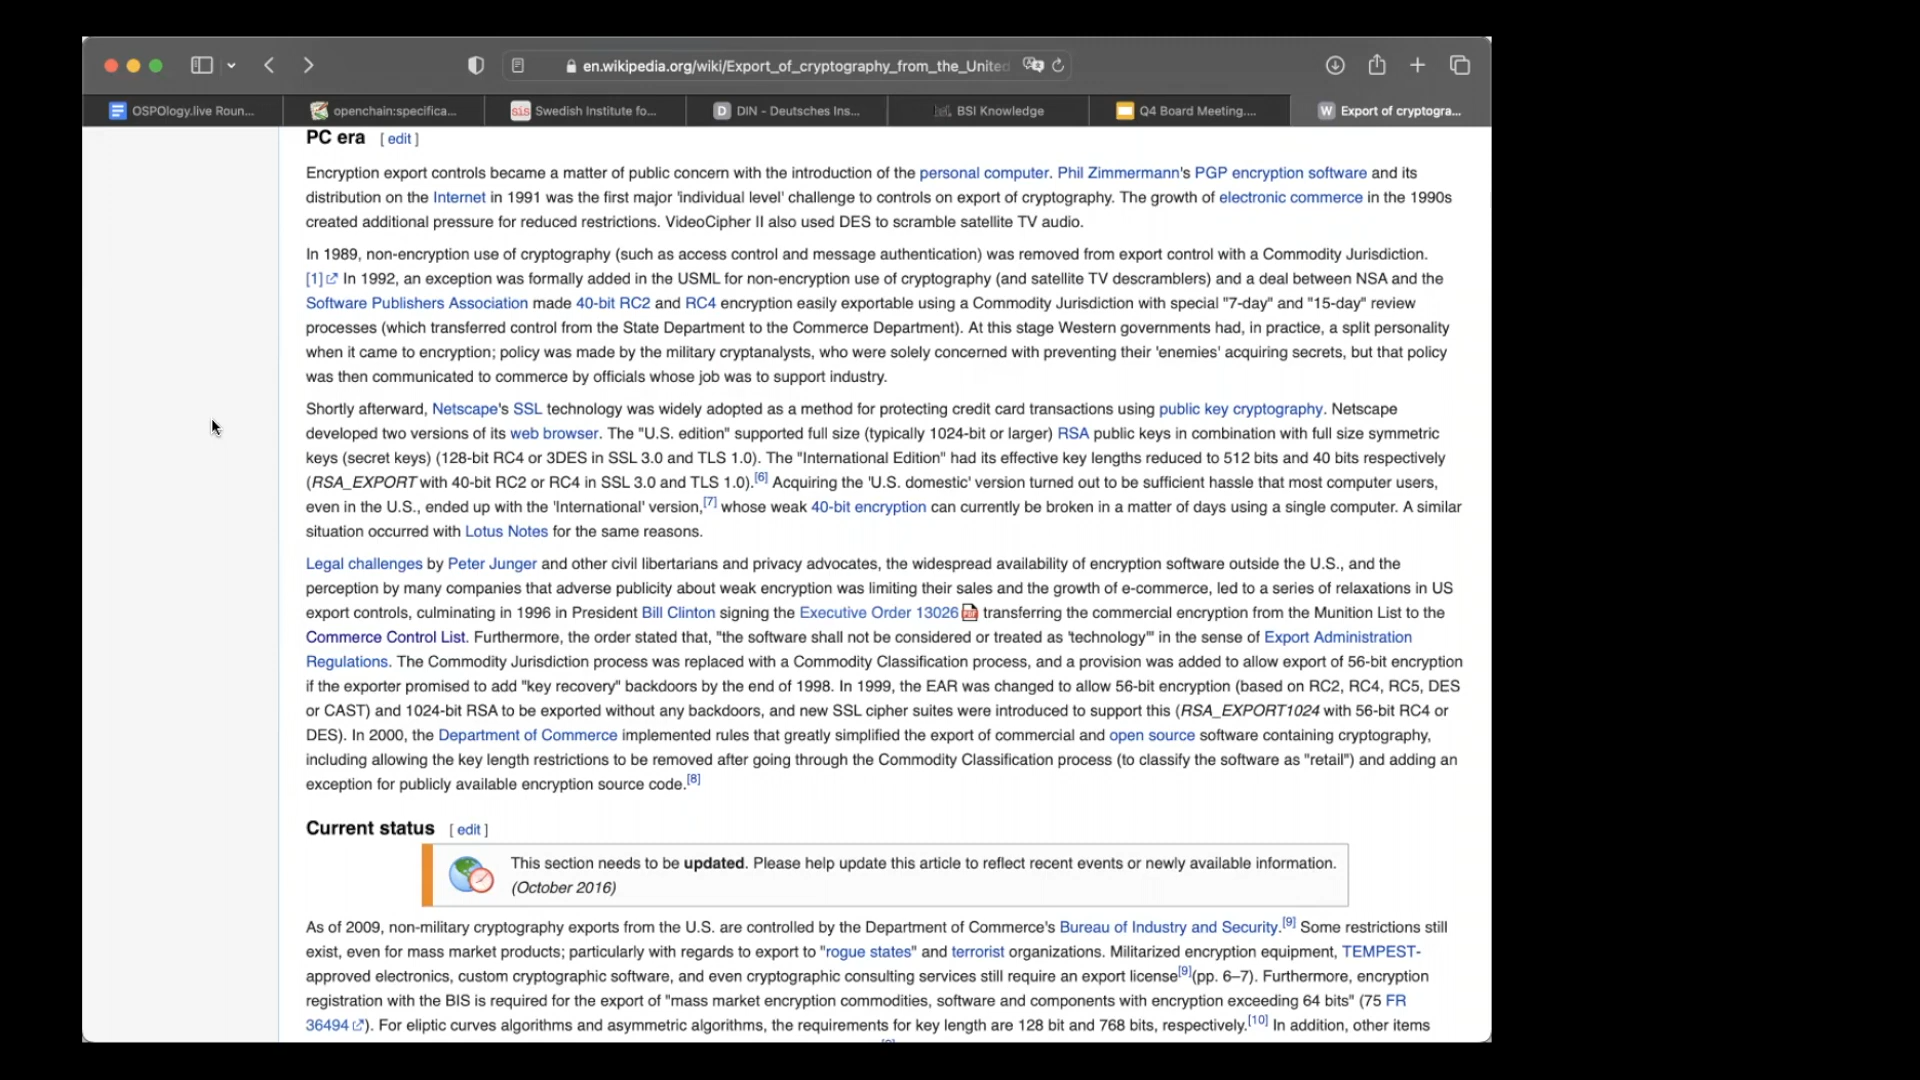 en.wikipedia.org/wiki/Export_of_cryptography_from_the_United
OSPOlogy.live Roun...
openchain:specifica...
Swedish Institute fo...
DIN - Deutsches Ins...
BSI Knowledge
Q4 Board Meeting....
Export of cryptogra...
PC era [ edit ]
Encryption export controls became a matter of public concern with the introduction of the personal computer. Phil Zimmermann's PGP encryption software and its
distribution on the Internet in 1991 was the first major 'individual level' challenge to controls on export of cryptography. The growth of electronic commerce in the 1990s
created additional pressure for reduced restrictions. VideoCipher II also used DES to scramble satellite TV audio.
In 1989, non-encryption use of cryptography (such as access control and message authentication) was removed from export control with a Commodity Jurisdiction.
[1] In 1992, an exception was formally added in the USML for non-encryption use of cryptography (and satellite TV descramblers) and a deal between NSA and the
Software Publishers Association made 40-bit RC2 and RC4 encryption easily exportable using a Commodity Jurisdiction with special "7-day" and "15-day" review
processes (which transferred control from the State Department to the Commerce Department). At this stage Western governments had, in practice, a split personality
when it came to encryption; policy was made by the military cryptanalysts, who were solely concerned with preventing their 'enemies' acquiring secrets, but that policy
was then communicated to commerce by officials whose job was to support industry.
Shortly afterward, Netscape's SSL technology was widely adopted as a method for protecting credit card transactions using public key cryptography. Netscape
developed two versions of its web browser. The "U.S. edition" supported full size (typically 1024-bit or larger) RSA public keys in combination with full size symmetric
keys (secret keys) (128-bit RC4 or 3DES in SSL 3.0 and TLS 1.0). The "International Edition" had its effective key lengths reduced to 512 bits and 40 bits respectively
(RSA_EXPORT with 40-bit RC2 or RC4 in SSL 3.0 and TLS 1.0).[6] Acquiring the 'U.S. domestic' version turned out to be sufficient hassle that most computer users,
even in the U.S., ended up with the 'International' version,[7] whose weak 40-bit encryption can currently be broken in a matter of days using a single computer. A similar
situation occurred with Lotus Notes for the same reasons.
Legal challenges by Peter Junger and other civil libertarians and privacy advocates, the widespread availability of encryption software outside the U.S., and the
perception by many companies that adverse publicity about weak encryption was limiting their sales and the growth of e-commerce, led to a series of relaxations in US
export controls, culminating in 1996 in President Bill Clinton signing the Executive Order 13026 transferring the commercial encryption from the Munition List to the
Commerce Control List. Furthermore, the order stated that, "the software shall not be considered or treated as 'technology'" in the sense of Export Administration
Regulations. The Commodity Jurisdiction process was replaced with a Commodity Classification process, and a provision was added to allow export of 56-bit encryption
if the exporter promised to add "key recovery" backdoors by the end of 1998. In 1999, the EAR was changed to allow 56-bit encryption (based on RC2, RC4, RC5, DES
or CAST) and 1024-bit RSA to be exported without any backdoors, and new SSL cipher suites were introduced to support this (RSA_EXPORT1024 with 56-bit RC4 or
DES). In 2000, the Department of Commerce implemented rules that greatly simplified the export of commercial and open source software containing cryptography,
including allowing the key length restrictions to be removed after going through the Commodity Classification process (to classify the software as "retail") and adding an
exception for publicly available encryption source code.[8]
Current status [ edit ]
This section needs to be updated. Please help update this article to reflect recent events or newly available information.
(October 2016)
As of 2009, non-military cryptography exports from the U.S. are controlled by the Department of Commerce's Bureau of Industry and Security.[9] Some restrictions still
exist, even for mass market products; particularly with regards to export to "rogue states" and terrorist organizations. Militarized encryption equipment, TEMPEST-
approved electronics, custom cryptographic software, and even cryptographic consulting services still require an export license[9](pp. 6–7). Furthermore, encryption
registration with the BIS is required for the export of "mass market encryption commodities, software and components with encryption exceeding 64 bits" (75 FR
36494). For eliptic curves algorithms and asymmetric algorithms, the requirements for key length are 128 bit and 768 bits, respectively.[10] In addition, other items